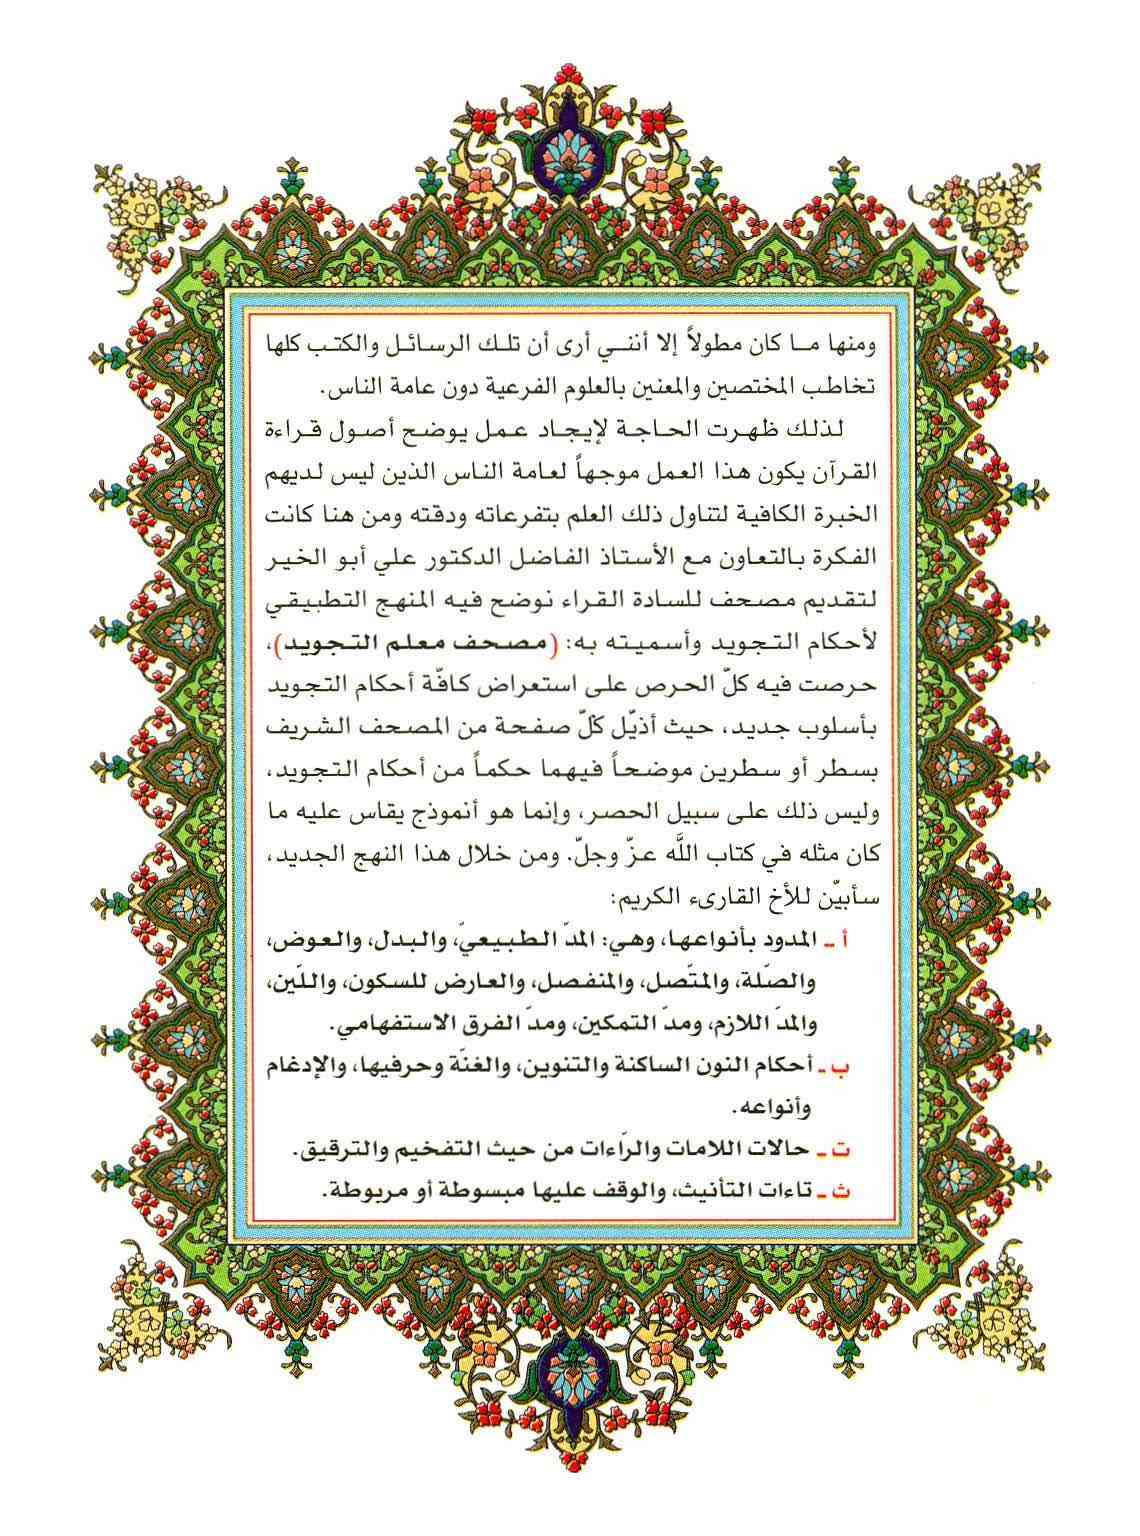 ومنها مـا كان مطولاً إلا أننـي أرى أن تلـك الرسائـل والكتـب كلها
تخاطب المختصين والمعنين بالعلوم الفرعية دون عامة الناس.
لذلك ظهرت الحاجة لإيجاد عمل يوضح أصول قراءة
القرآن يكون هذا العمل موجهاً لعامة الناس الذين ليس لديهم
الخبرة الكافية لتناول ذلك العلم بتفرعاته ودقته ومن هنا كانت
الفكرة بالتعاون مع الأستاذ الفاضل الدكتور علي أبو الخير
لتقديم مصحف للسادة القراء نوضح فيه المنهج التطبيقي
لأحكام التجويد وأسميته به: (مصحف معلم التجويد)،
حرصت فيه كلّ الحرص على استعراض كافّة أحكام التجويد
بأسلوب جديد، حيث أذيّل كلّ صفحة من المصحف الشريف
بسطر أو سطرين موضحاً فيهما حكماً من أحكام التجويد،
وليس ذلك على سبيل الحصر، وإنما هو أنموذج يقاس عليه ما
كان مثله في كتاب اللَّه عزّ وجلّ. ومن خلال هذا النهج الجديد،
سأبيّن للأخ القارىء الكريم:
أ ـ المدود بأنواعها، وهي: المدّ الطبيعيّ، والبدل، والعوض،
والصّلة، والمتّصل، والمنفصل، والعارض للسكون، واللّين،
والمدّ اللازم، ومدّ التمكين، ومدّ الفرق الاستفهامي.
ب ـ أحكام النون الساكنة والتنوين، والغنّة وحرفيها، والإدغام
وأنواعه.
ت ـ حالات اللامات والرّاءات من حيث التفخيم والترقيق.
ث ـ تاءات التأنيث، والوقف عليها مبسوطة أو مربوطة.